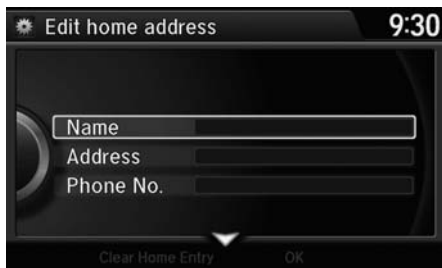 Edit home address 9:30
Name
Address
Phone No.
Clear Home Entry OK